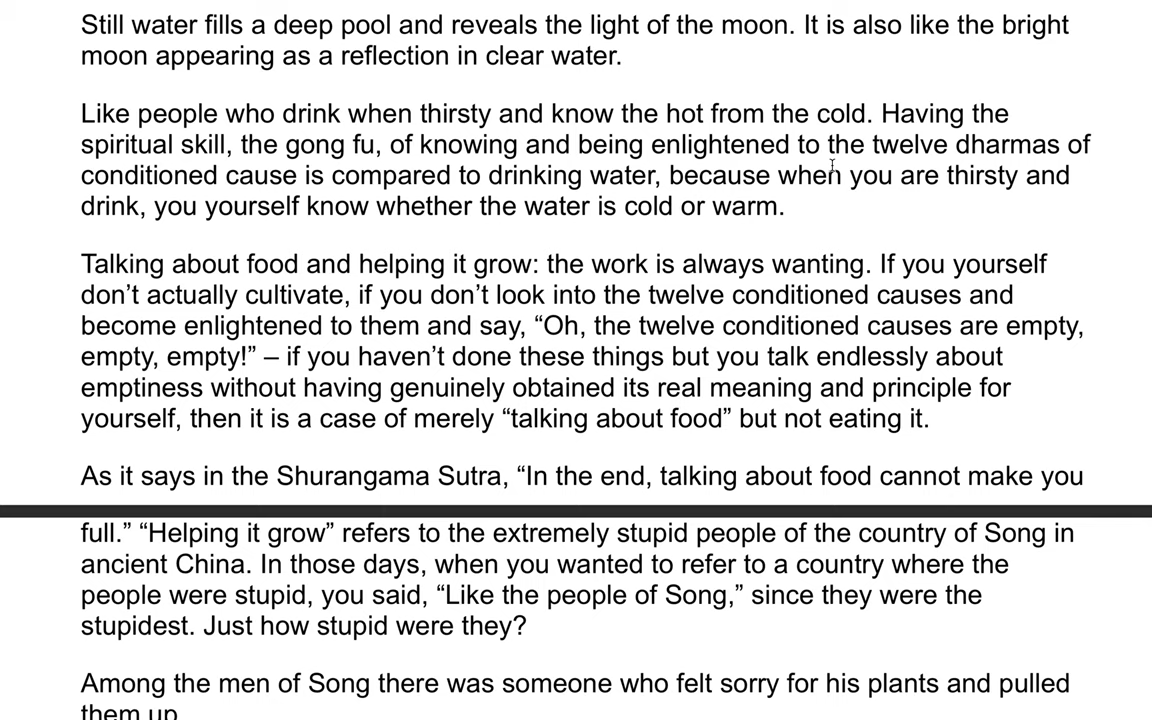 Still water fills a deep pool and reveals the light of the moon. It is also like the bright
moon appearing as a reflection in clear water.
Like people who drink when thirsty and know the hot from the cold. Having the
spiritual skill, the gong fu, of knowing and being enlightened to the twelve dharmas of
conditioned cause is compared to drinking water, because when you are thirsty and
drink, you yourself know whether the water is cold or warm.
Talking about food and helping it grow: the work is always wanting. If you yourself
don’t actually cultivate, if you don’t look into the twelve conditioned causes and
become enlightened to them and say, “Oh, the twelve conditioned causes are empty,
empty, empty!” – if you haven’t done these things but you talk endlessly about
emptiness without having genuinely obtained its real meaning and principle for
yourself, then it is a case of merely “talking about food” but not eating it.
As it says in the Shurangama Sutra, “In the end, talking about food cannot make you
full.” “Helping it grow” refers to the extremely stupid people of the country of Song in
ancient China. In those days, when you wanted to refer to a country where the
people were stupid, you said, “Like the people of Song,” since they were the
stupidest. Just how stupid were they?
Among the men of Song there was someone who felt sorry for his plants and pulled
them up